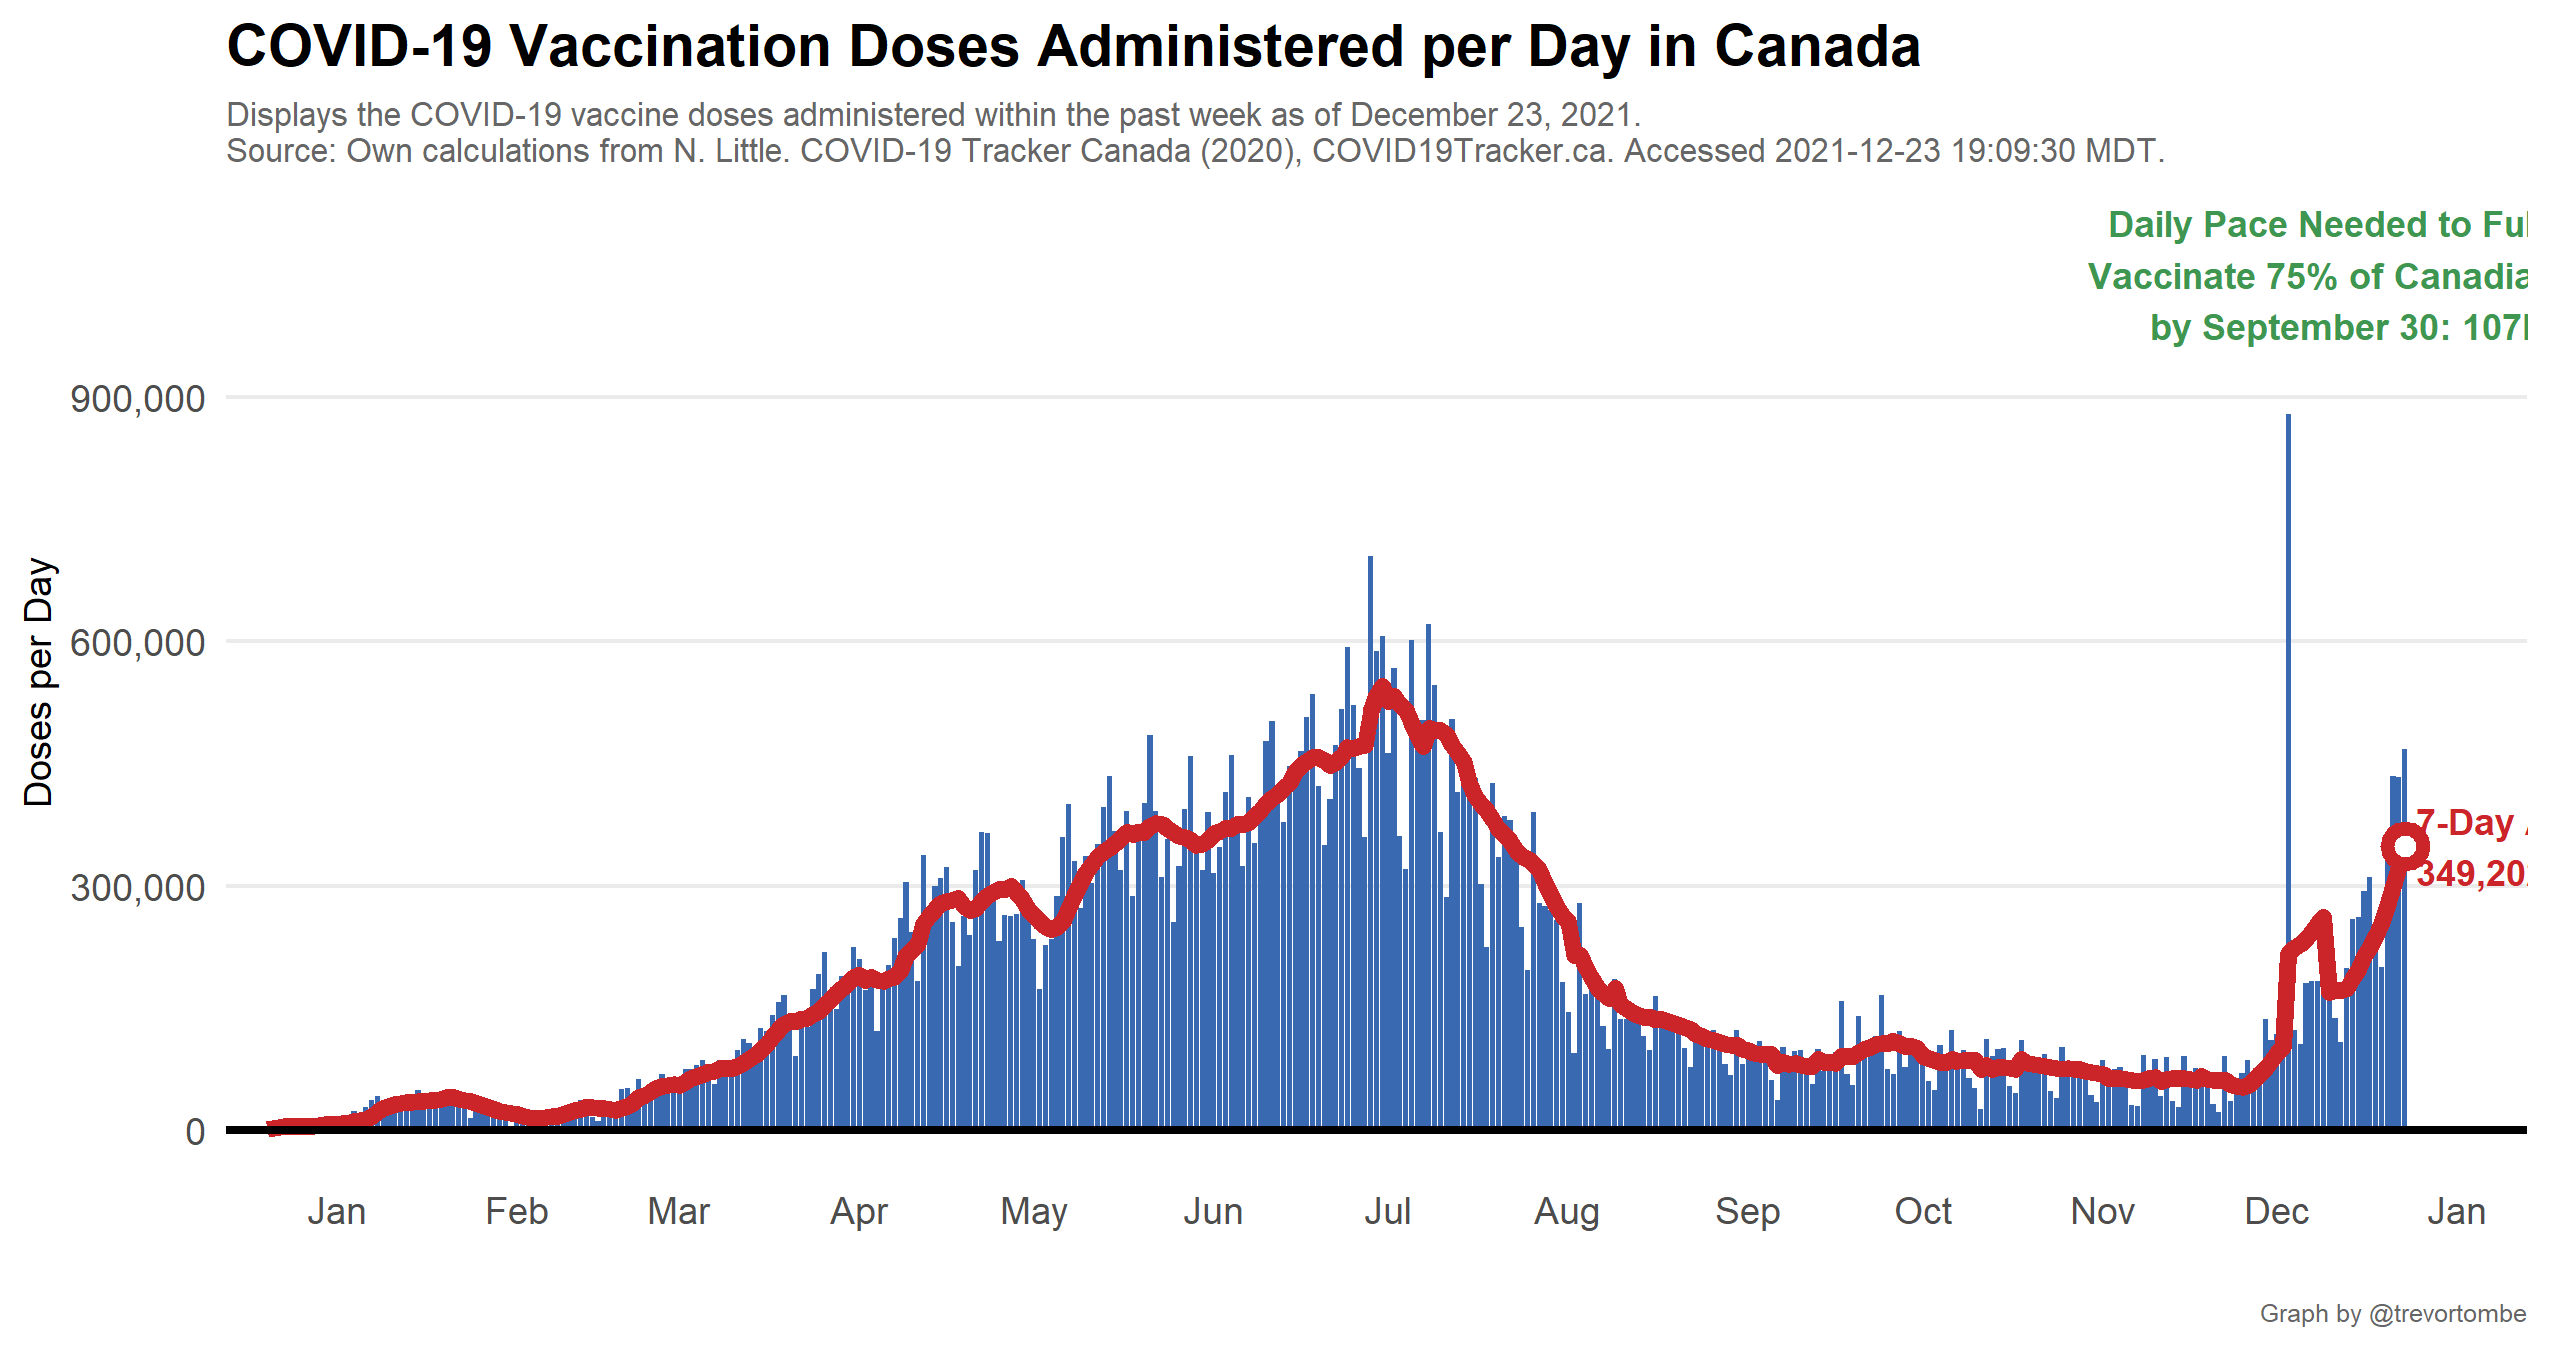 COVID-19 Vaccination Doses Administered per Day in Canada
Displays the COVID-19 vaccine doses administered within the past week as of December 23, 2021.
Source: Own calculations from N. Little. COVID-19 Tracker Canada (2020), COVID19Tracker.ca. Accessed 2021-12-23 19:09:30 MDT.
Daily Pace Needed to Ful
Vaccinate 75% of Canadia
by September 30: 107
900,000
600,000
300,000
0
Doses per Day
7-Day
349,20
Jan Feb Mar Apr May Jun Jul Aug Sep Oct Nov Dec Jan
Graph by @trevortombe